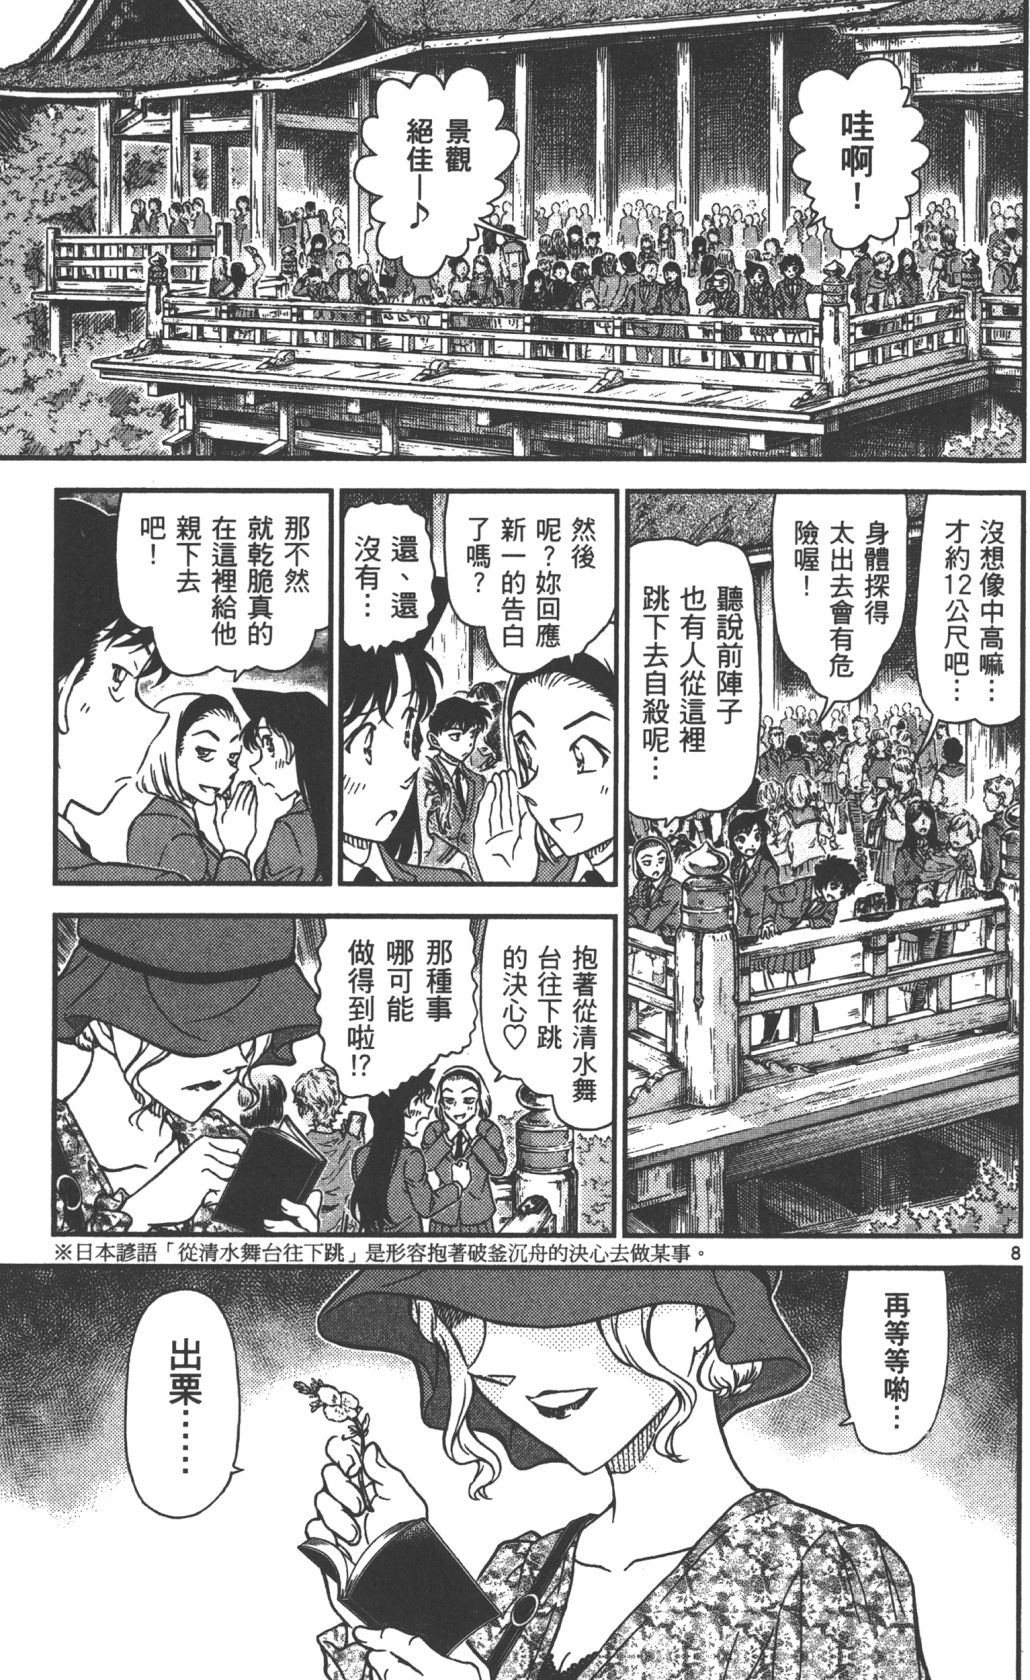 哇啊！
景觀
絕佳—♪
沒想像中高嘛…
才約12公尺吧…
身體探得
太出去會有危
險喔！
聽說前陣子
也有人從這裡
跳下去自殺呢…
然後
呢？妳回應
新一的告白
了嗎？
還、還
沒有…
那不然
就乾脆真的
在這裡給他
親下去
吧！
抱著從清水舞
台往下跳
的決心♡
那種事
哪可能
做得到啦!?
※日本諺語「從清水舞台往下跳」是形容抱著破釜沉舟的決心去做某事。
8
再等等喲…
出栗……